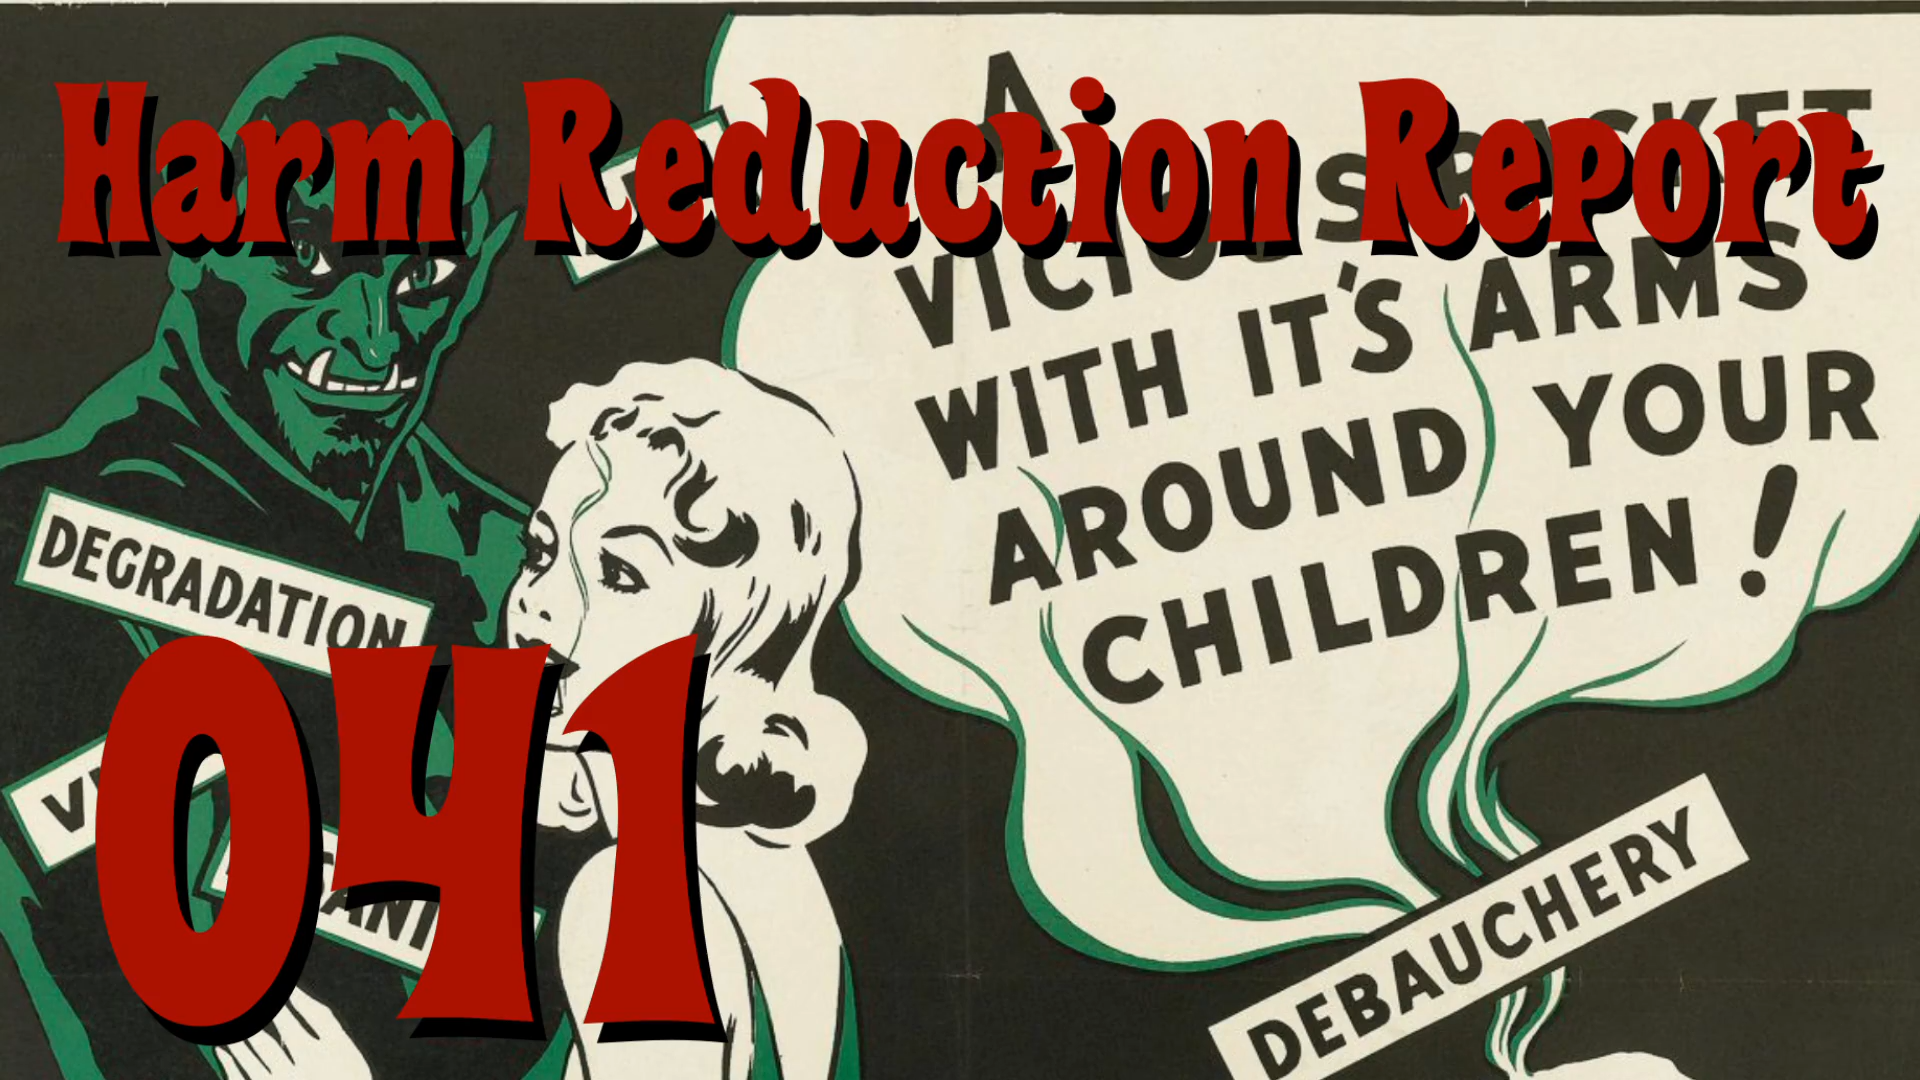 Harm Reduction Report
A
WITH IT'S ARMS
AROUND YOUR
CHILDREN!
DEGRADATION
041
DEBAUCHERY